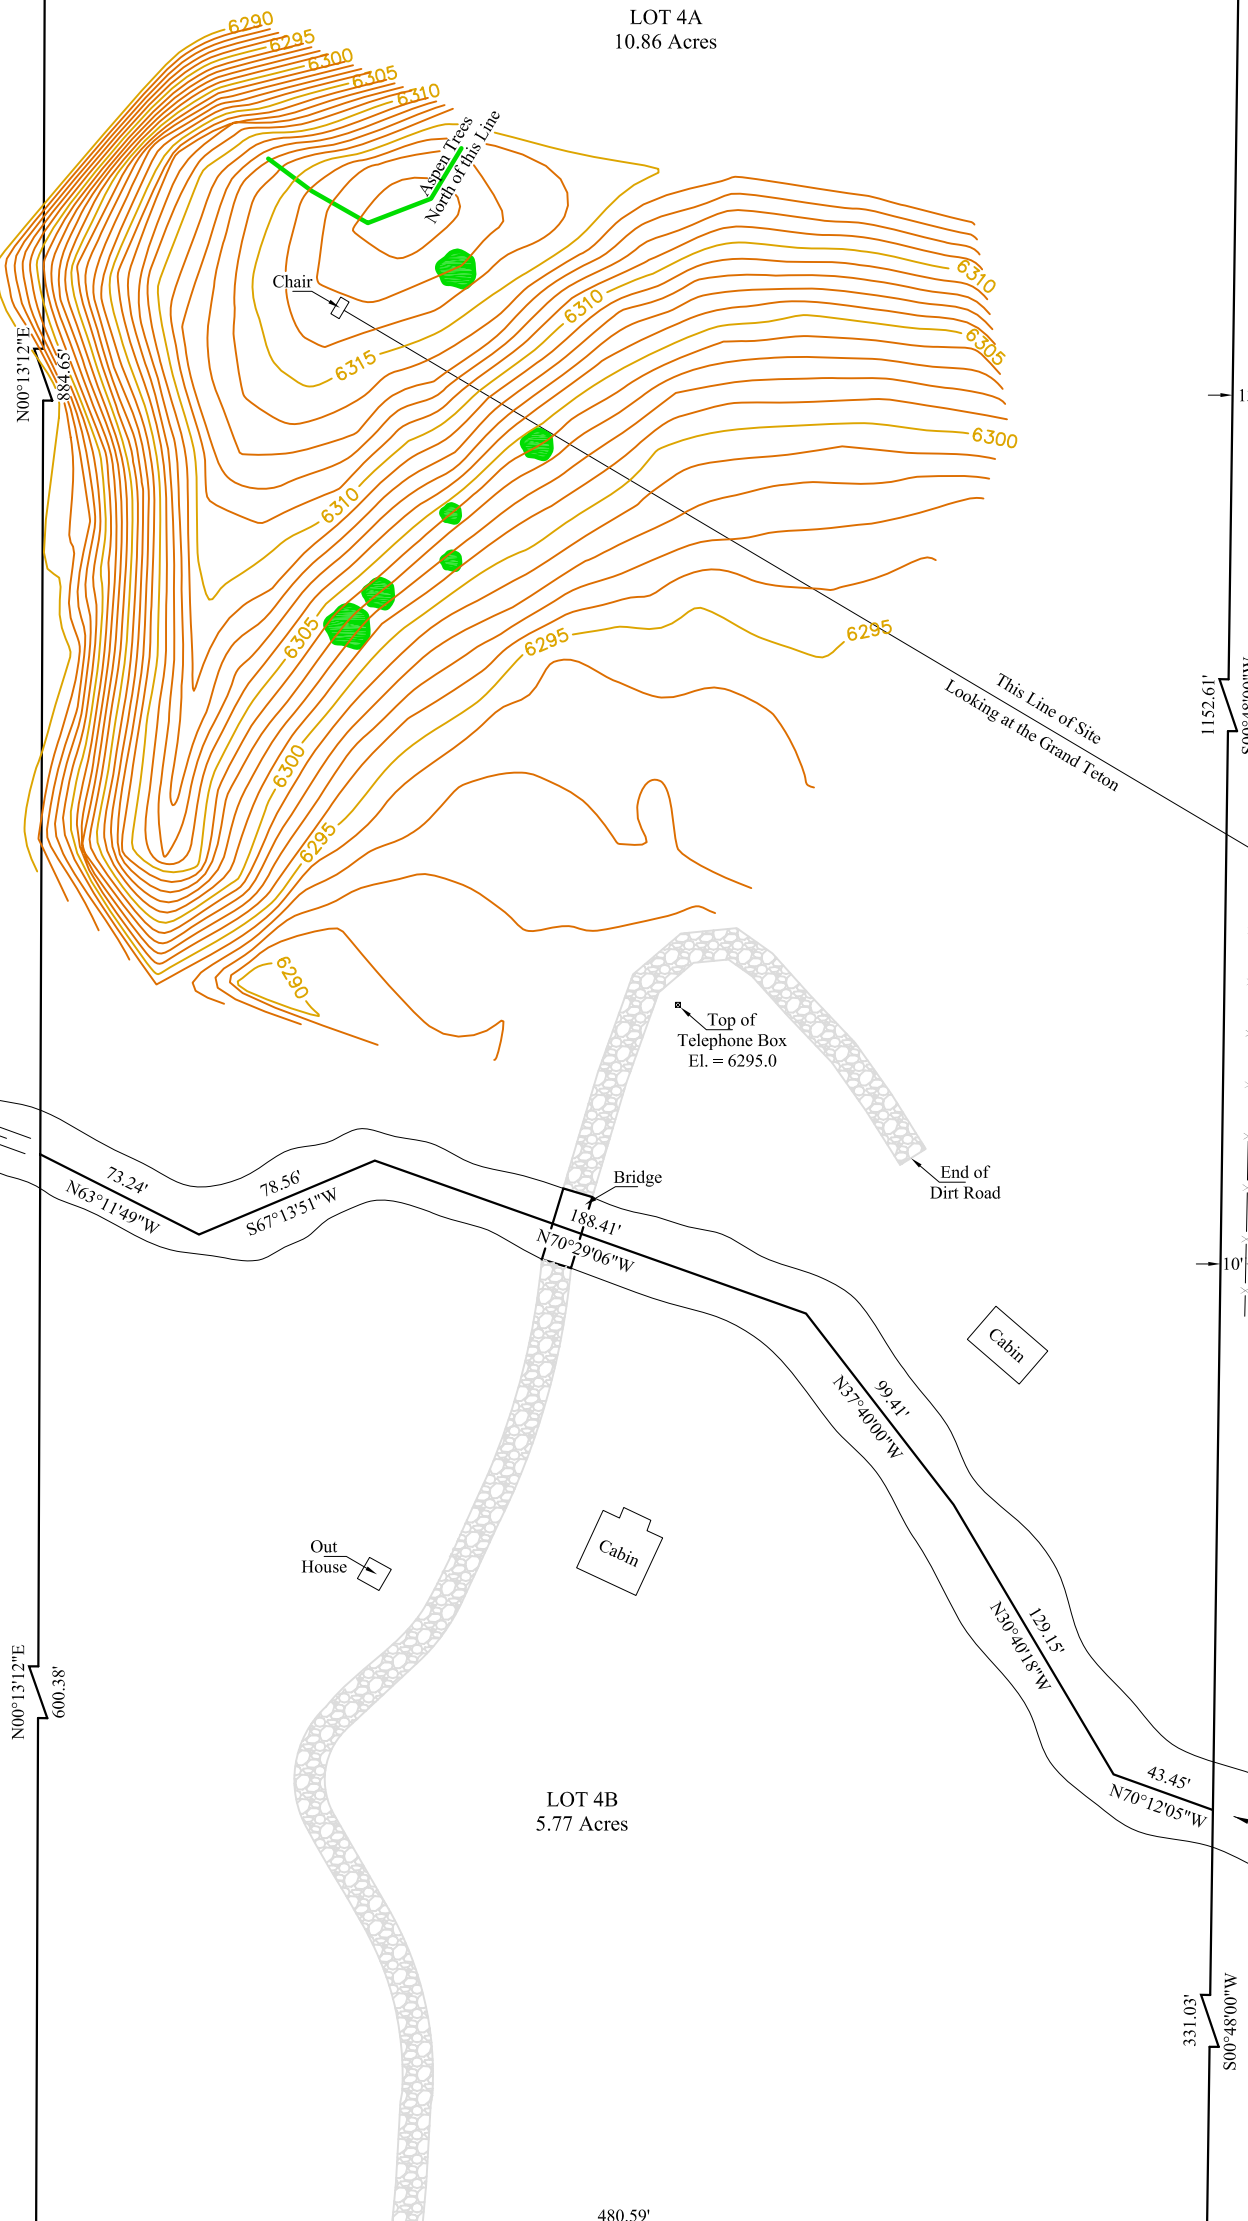 LOT 4A
10.86 Acres
6290
6295
6300
6305
6310
Aspen Trees
North of this Line
Chair
6310
6310
6305
6315
N00°13'12"E
884.65'
6300
6310
6305
6295
6295
This Line of Site
Looking at the Grand Teton
1152.61'
6300
6295
6290
Top of
Telephone Box
El. = 6295.0
End of
Dirt Road
Bridge
73.24'
N63°11'49"W
78.56'
S67°13'51"W
188.41'
N70°29'06"W
10'
Cabin
99.41'
N37°40'00"W
Out
House
Cabin
129.15'
N30°40'18"W
N00°13'12"E
600.38'
43.45'
N70°12'05"W
LOT 4B
5.77 Acres
331.03'
S00°48'00"W
480.59'